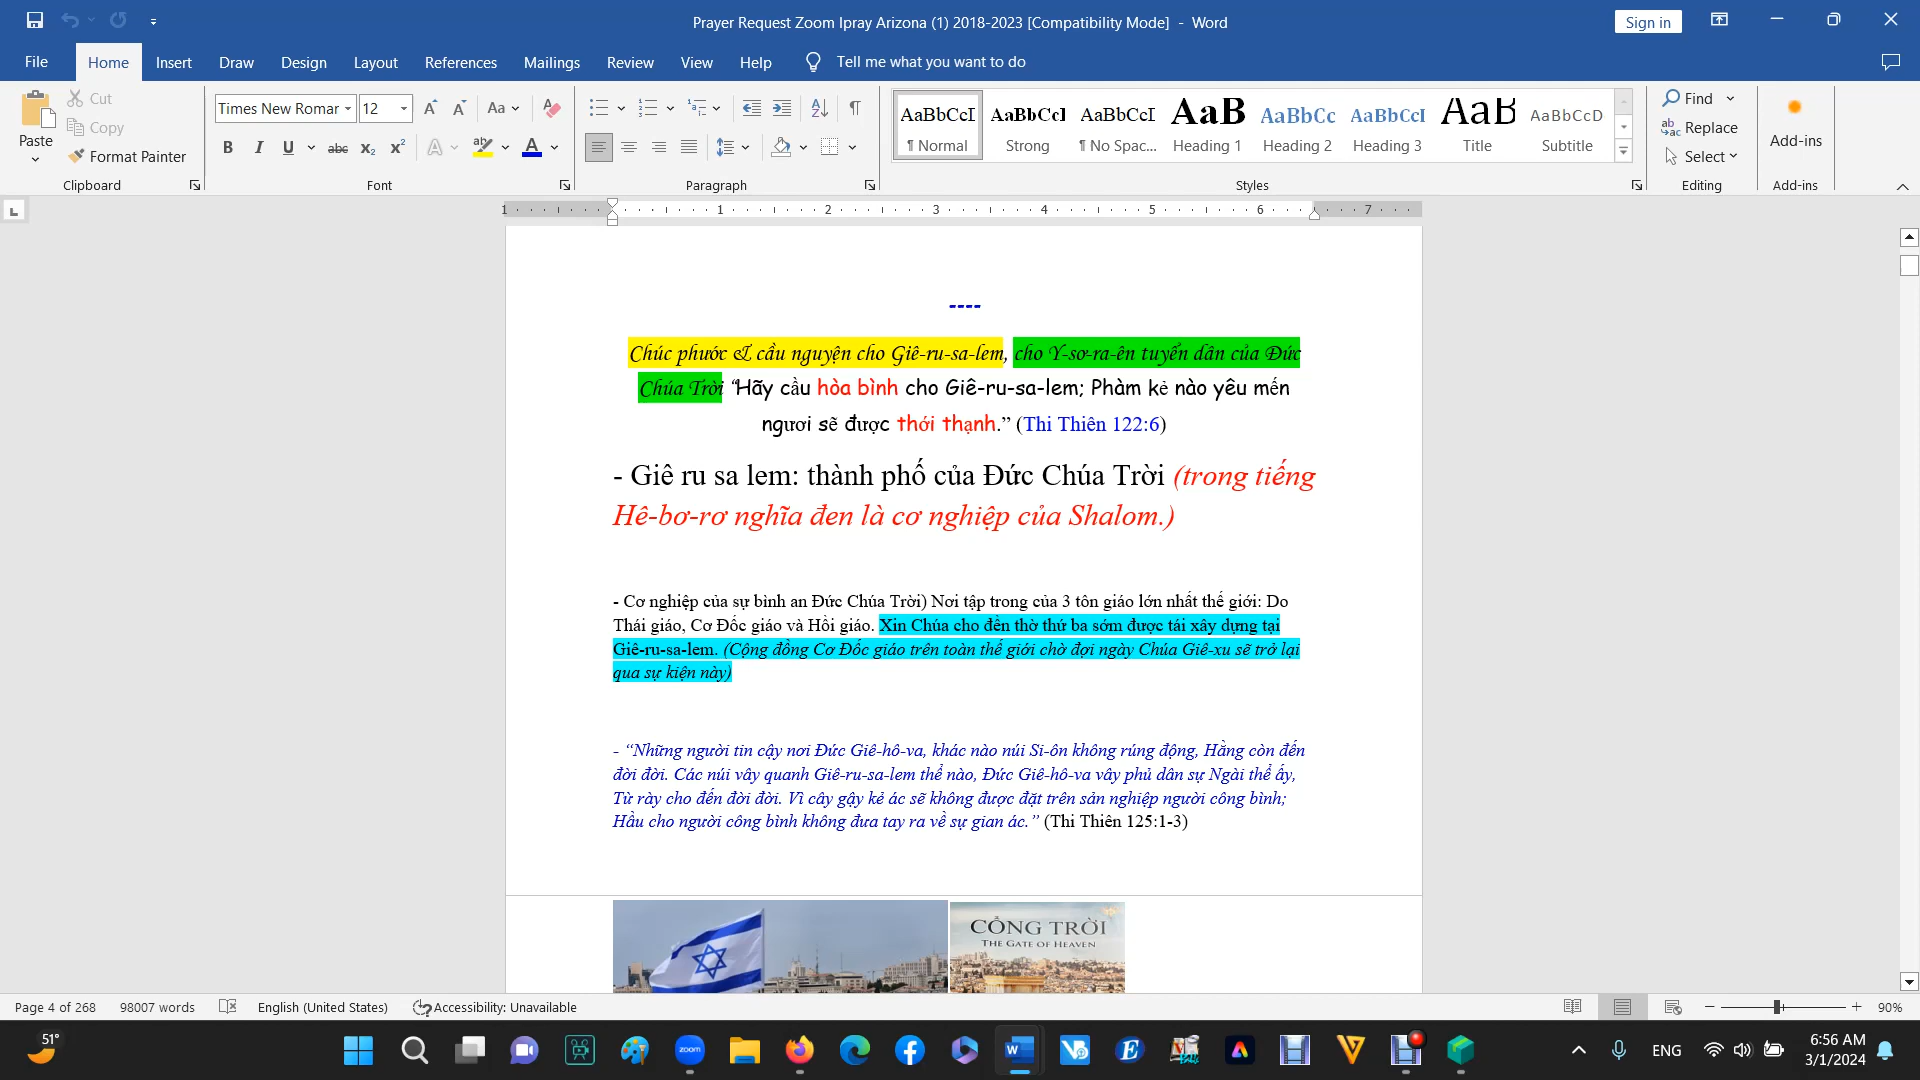 Prayer Request Zoom Ipray Arizona (1) 2018-2023 [Compatibility Mode] - Word
Sign in
File Home Insert Draw Design Layout References Mailings Review View Help Tell me what you want to do
Paste
Cut
Copy
Format Painter
Clipboard
Times New Romar 12
Font
Paragraph
AaBbCcI AaBbCcI AaBbCcI AaB AaBbCc AaBbCcI AaB AaBbCcD
¶ Normal Strong ¶ No Spac... Heading 1 Heading 2 Heading 3 Title Subtitle
Styles
Find
Replace
Select
Editing
Add-ins
Add-ins
1 1 2 3 4 5 6 7
----
Chúc phước & cầu nguyện cho Giê-ru-sa-lem, cho Y-sơ-ra-ên tuyển dân của Đức
Chúa Trời “Hãy cầu hòa bình cho Giê-ru-sa-lem; Phàm kẻ nào yêu mến
ngươi sẽ được thới thạnh.” (Thi Thiên 122:6)
- Giê ru sa lem: thành phố của Đức Chúa Trời (trong tiếng
Hê-bơ-rơ nghĩa đen là cơ nghiệp của Shalom.)
- Cơ nghiệp của sự bình an Đức Chúa Trời) Nơi tập trong của 3 tôn giáo lớn nhất thế giới: Do
Thái giáo, Cơ Đốc giáo và Hồi giáo. Xin Chúa cho đền thờ thứ ba sớm được tái xây dựng tại
Giê-ru-sa-lem. (Cộng đồng Cơ Đốc giáo trên toàn thế giới chờ đợi ngày Chúa Giê-xu sẽ trở lại
qua sự kiện này)
- “Những người tin cậy nơi Đức Giê-hô-va, khác nào núi Si-ôn không rúng động, Hằng còn đến
đời đời. Các núi vây quanh Giê-ru-sa-lem thể nào, Đức Giê-hô-va vây phủ dân sự Ngài thể ấy,
Từ rày cho đến đời đời. Vì cây gậy kẻ ác sẽ không được đặt trên sản nghiệp người công bình;
Hầu cho người công bình không đưa tay ra về sự gian ác.” (Thi Thiên 125:1-3)
CỔNG TRỜI
THE GATE OF HEAVEN
Page 4 of 268 98007 words English (United States) Accessibility: Unavailable 90%
51°
zoom
ENG
6:56 AM
3/1/2024